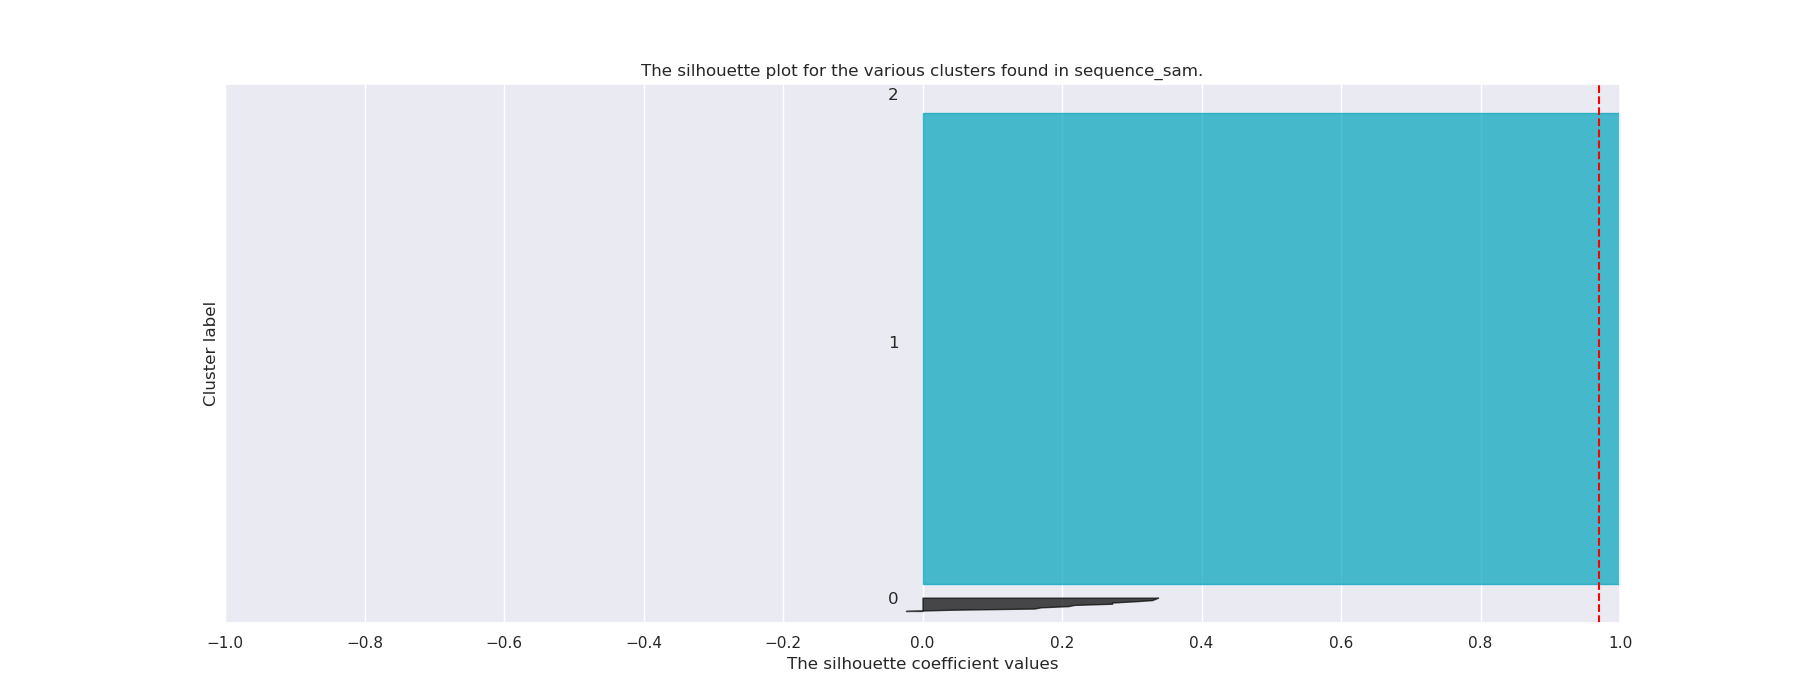 The silhouette plot for the various clusters found in sequence_sam.
2
1
0
Cluster label
−1.0 −0.8 −0.6 −0.4 −0.2 0.0 0.2 0.4 0.6 0.8 1.0
The silhouette coefficient values